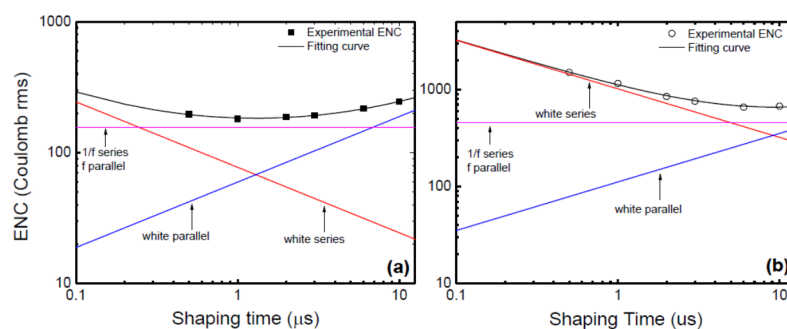 1000
100
10
0.1
1
10
ENC (Coulomb rms)
Shaping time (μs)
Experimental ENC
Fitting curve
1/f series
f parallel
white parallel
white series
(a)
1000
100
10
0.1
1
10
Shaping Time (us)
Experimental ENC
Fitting curve
white series
1/f series
f parallel
white parallel
(b)